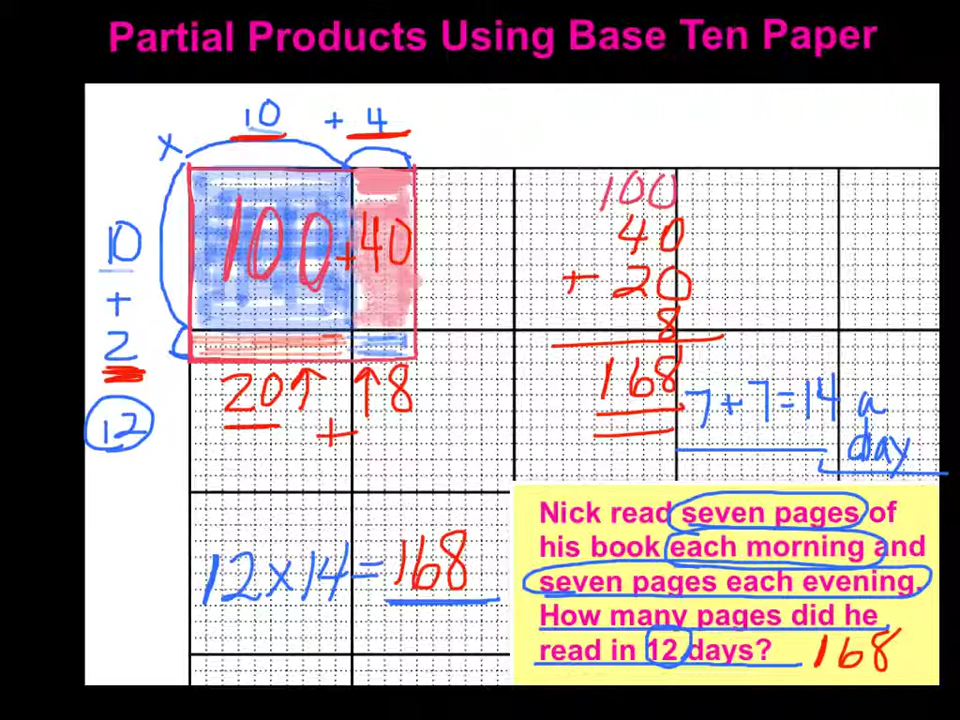 Partial Products Using Base Ten Paper
10 + 4
x
10
+
2
12
100 + 40
20 ↑ + ↑ 8
100
40
+ 20
8
168
7 + 7 = 14 a
day
12 x 14 = 168
Nick read seven pages of
his book each morning and
seven pages each evening.
How many pages did he
read in 12 days? 168